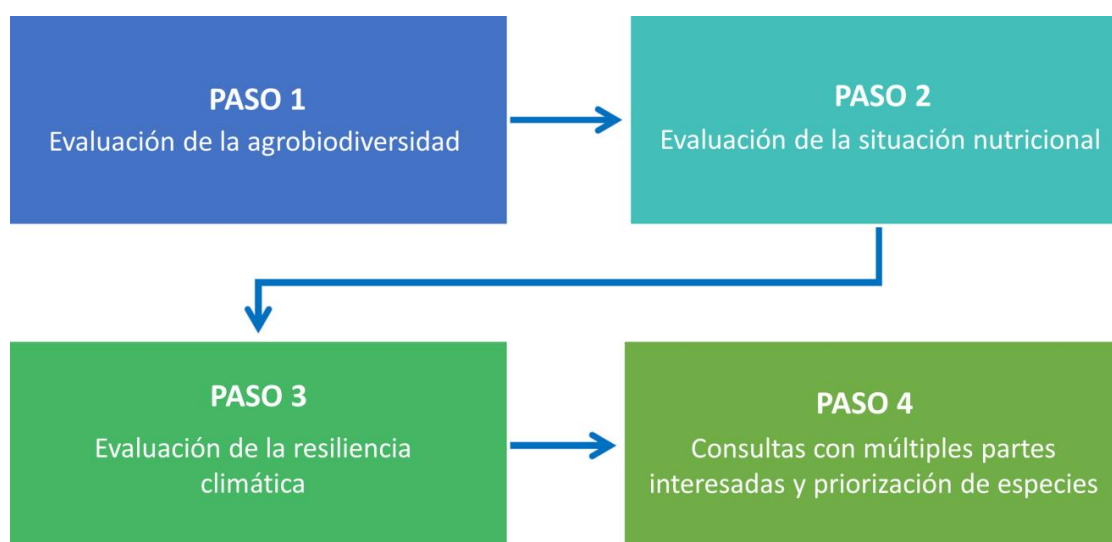 PASO 1
Evaluación de la agrobiodiversidad
PASO 2
Evaluación de la situación nutricional
PASO 3
Evaluación de la resiliencia
climática
PASO 4
Consultas con múltiples partes
interesadas y priorización de especies